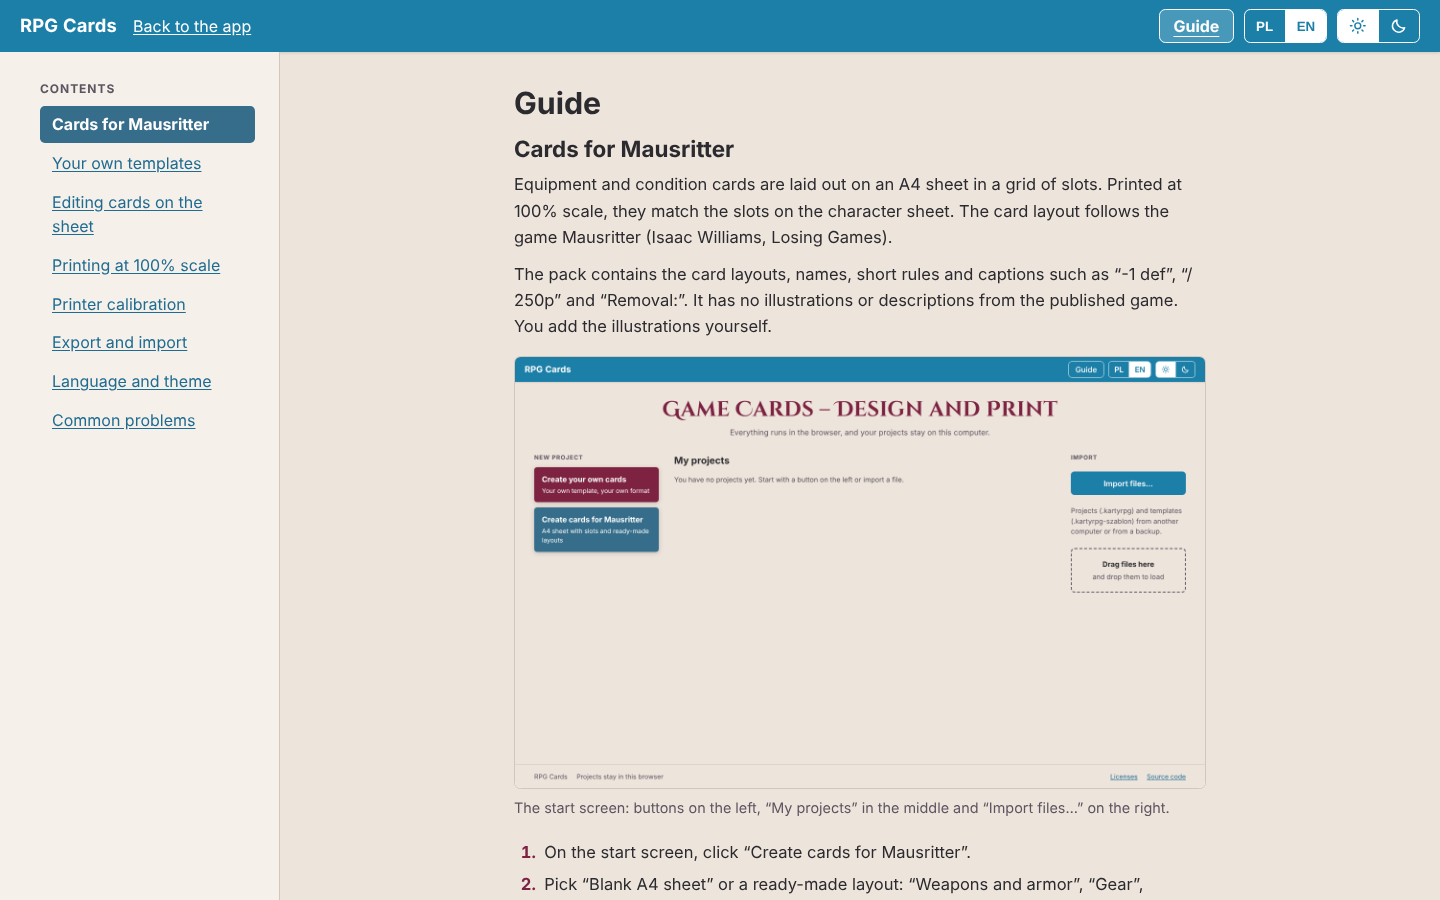 RPG Cards
Back to the app
Guide
PL
EN
CONTENTS
Cards for Mausritter
Your own templates
Editing cards on the
sheet
Printing at 100% scale
Printer calibration
Export and import
Language and theme
Common problems
Guide
Cards for Mausritter
Equipment and condition cards are laid out on an A4 sheet in a grid of slots. Printed at
100% scale, they match the slots on the character sheet. The card layout follows the
game Mausritter (Isaac Williams, Losing Games).
The pack contains the card layouts, names, short rules and captions such as “-1 def”, “/
250p” and “Removal:”. It has no illustrations or descriptions from the published game.
You add the illustrations yourself.
RPG Cards
Guide
PL
EN
Game Cards – Design and Print
Everything runs in the browser, and your projects stay on this computer.
NEW PROJECT
Create your own cards
Your own template, your own format
Create cards for Mausritter
A4 sheet with slots and ready-made
layouts
My projects
You have no projects yet. Start with a button on the left or import a file.
IMPORT
Import files...
Projects (.kartyrpg) and templates
(.kartyrpg-szablon) from another
computer or from a backup.
Drag files here
and drop them to load
RPG Cards
Projects stay in this browser
Licenses
Source code
The start screen: buttons on the left, “My projects” in the middle and “Import files...” on the right.
1. On the start screen, click “Create cards for Mausritter”.
2. Pick “Blank A4 sheet” or a ready-made layout: “Weapons and armor”, “Gear”,